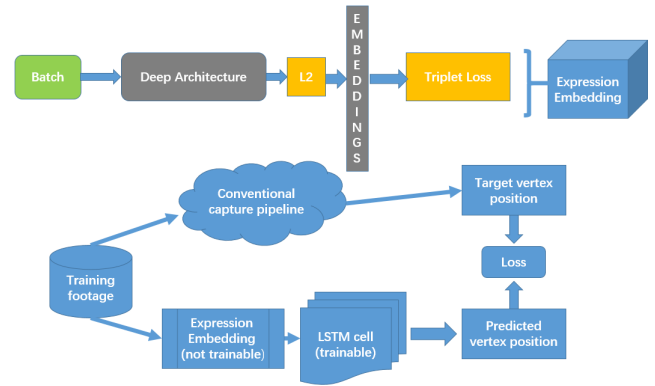 Batch
Deep Architecture
L2
EMBEDDINGS
Triplet Loss
Expression
Embedding
Conventional
capture pipeline
Target vertex
position
Training
footage
Loss
Expression
Embedding
(not trainable)
LSTM cell
(trainable)
Predicted
vertex position